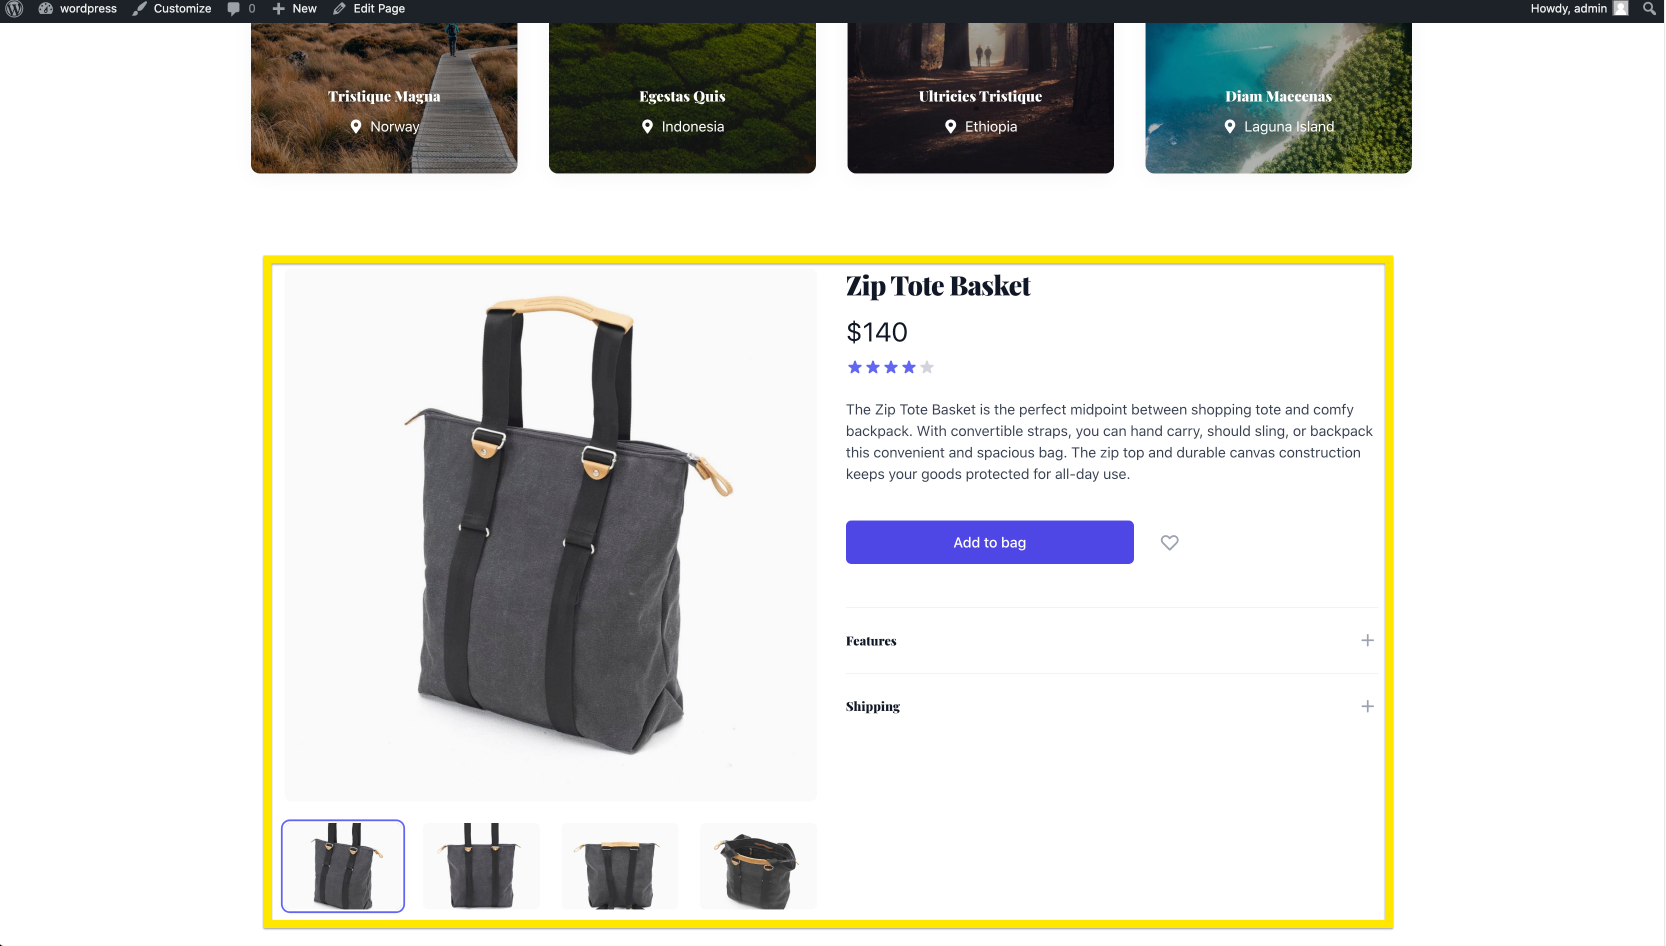 wordpress Customize 0 New Edit Page Howdy, admin
Tristique Magna
Norway
Egestas Quis
Indonesia
Ultricies Tristique
Ethiopia
Diam Maecenas
Laguna Island
Zip Tote Basket
$140
The Zip Tote Basket is the perfect midpoint between shopping tote and comfy
backpack. With convertible straps, you can hand carry, should sling, or backpack
this convenient and spacious bag. The zip top and durable canvas construction
keeps your goods protected for all-day use.
Add to bag
Features
Shipping